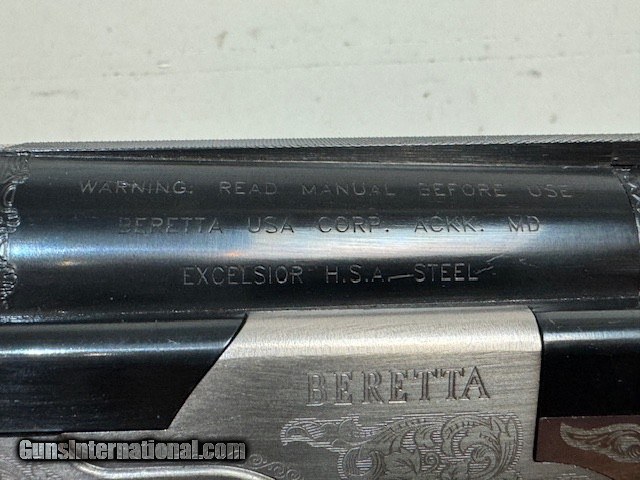 WARNING: READ MANUAL BEFORE USE
BERETTA USA CORP. ACKK. MD
EXCELSIOR H.S.A. STEEL
BERETTA
GunsInternational.com